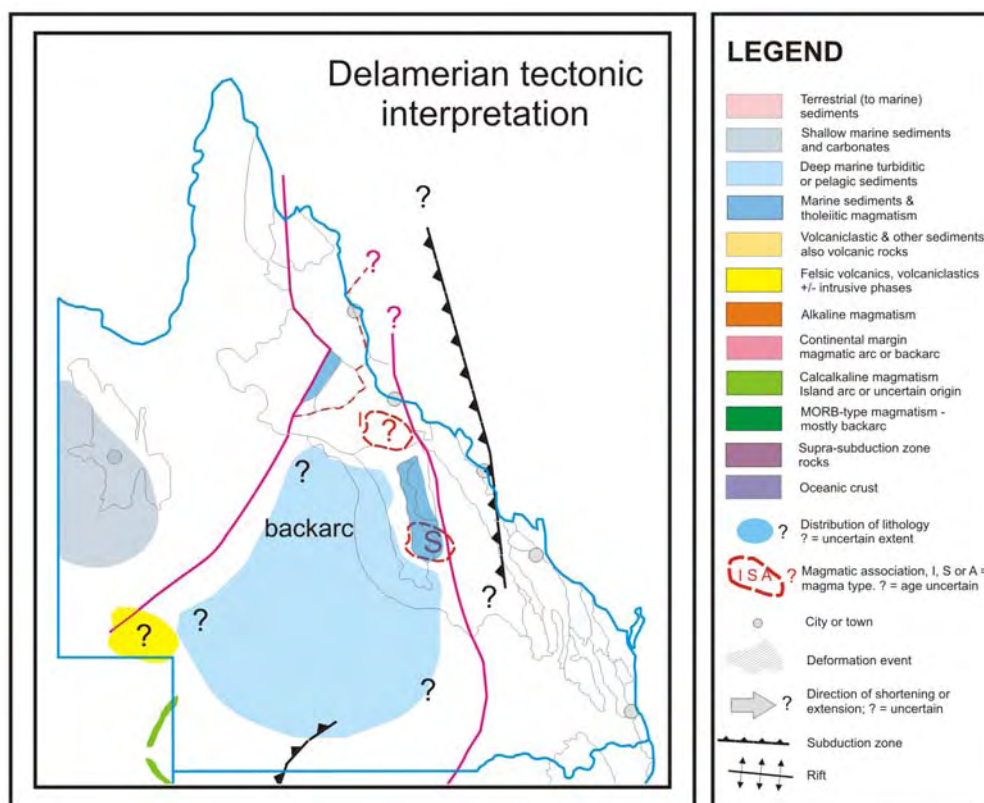 Delamerian tectonic
interpretation
?
?
?
I
?
?
backarc
S
?
?
?
?
LEGEND
Terrestrial (to marine)
sediments
Shallow marine sediments
and carbonates
Deep marine turbiditic
or pelagic sediments
Marine sediments &
tholeiitic magmatism
Volcaniclastic & other sediments
also volcanic rocks
Felsic volcanics, volcaniclastics
+/- intrusive phases
Alkaline magmatism
Continental margin
magmatic arc or backarc
Calcalkaline magmatism
Island arc or uncertain origin
MORB-type magmatism -
mostly backarc
Supra-subduction zone
rocks
Oceanic crust
? Distribution of lithology
? = uncertain extent
I S A ? Magmatic association, I, S or A =
magma type. ? = age uncertain
City or town
Deformation event
? Direction of shortening or
extension; ? = uncertain
Subduction zone
Rift